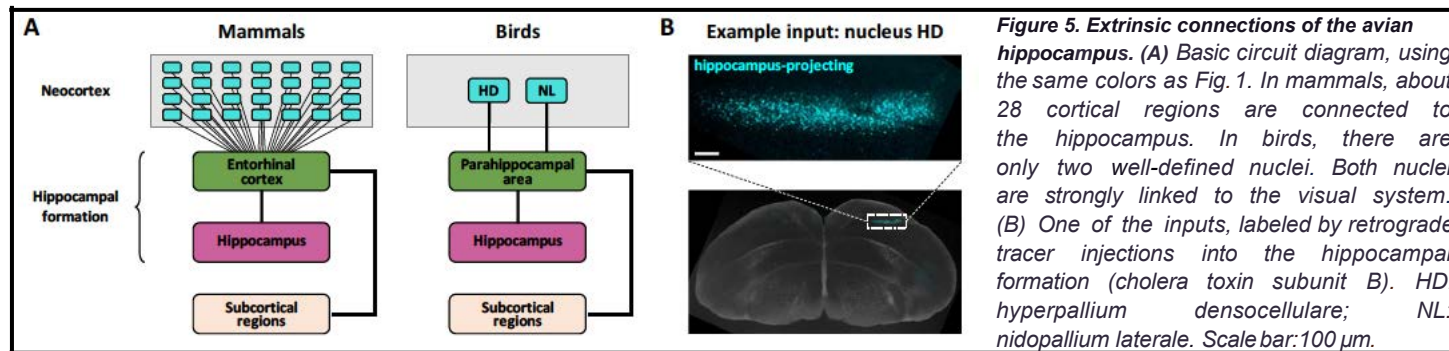 A
Mammals
Birds
Neocortex
HD
NL
Entorhinal
cortex
Parahippocampal
area
Hippocampal
formation
Hippocampus
Hippocampus
Subcortical
regions
Subcortical
regions
B
Example input: nucleus HD
hippocampus-projecting
Figure 5. Extrinsic connections of the avian
hippocampus. (A) Basic circuit diagram, using
the same colors as Fig. 1. In mammals, about
28 cortical regions are connected to
the hippocampus. In birds, there are
only two well-defined nuclei. Both nuclei
are strongly linked to the visual system.
(B) One of the inputs, labeled by retrograde
tracer injections into the hippocampal
formation (cholera toxin subunit B). HD:
hyperpallium densocellulare; NL:
nidopallium laterale. Scale bar:100 µm.